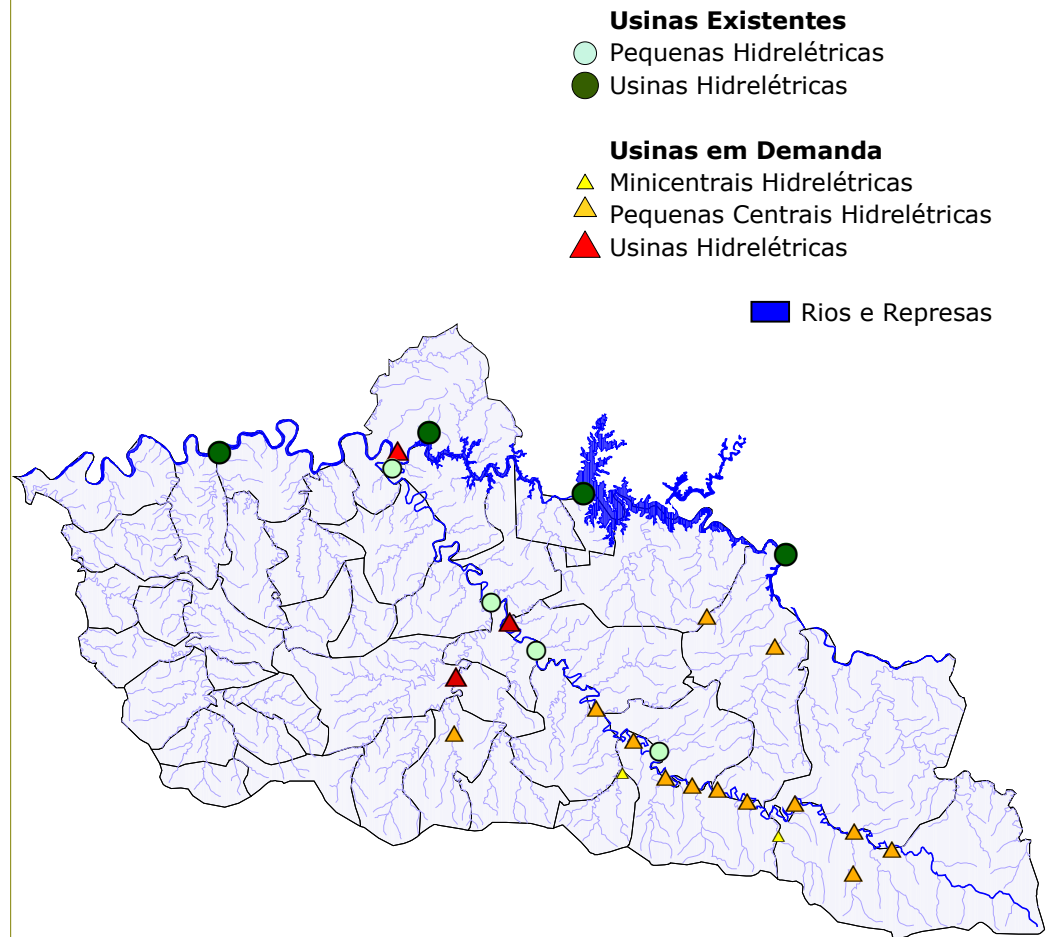 Usinas Existentes
Pequenas Hidrelétricas
Usinas Hidrelétricas
Usinas em Demanda
Minicentrais Hidrelétricas
Pequenas Centrais Hidrelétricas
Usinas Hidrelétricas
Rios e Represas